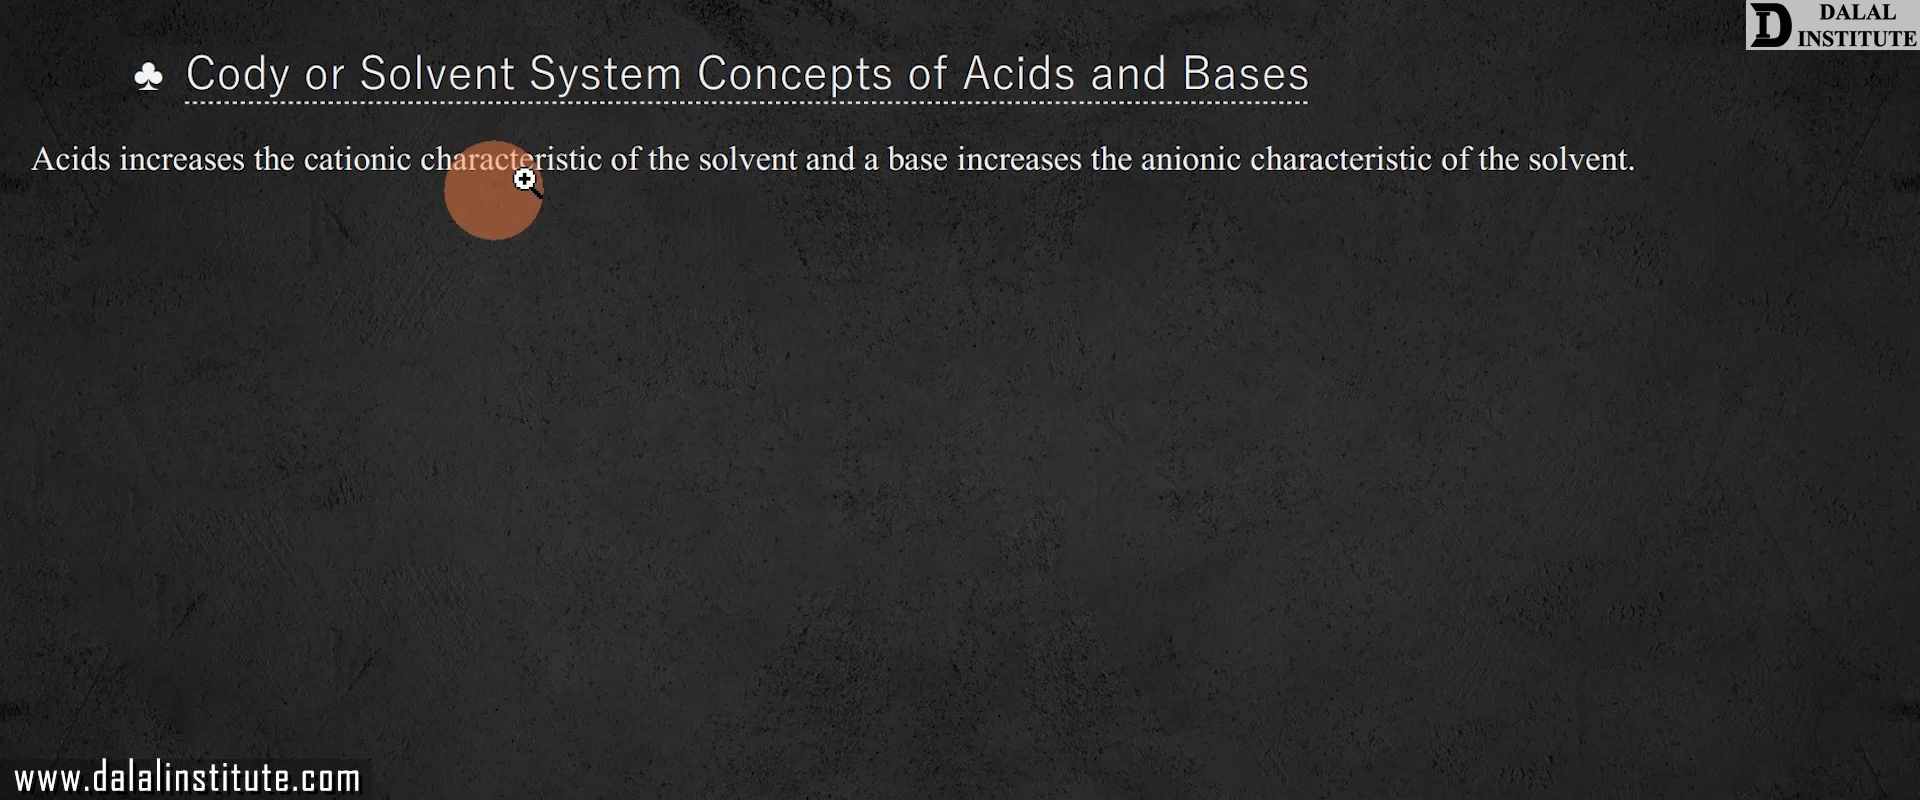 DALAL
INSTITUTE
♣ Cody or Solvent System Concepts of Acids and Bases
Acids increases the cationic characteristic of the solvent and a base increases the anionic characteristic of the solvent.
www.dalalinstitute.com